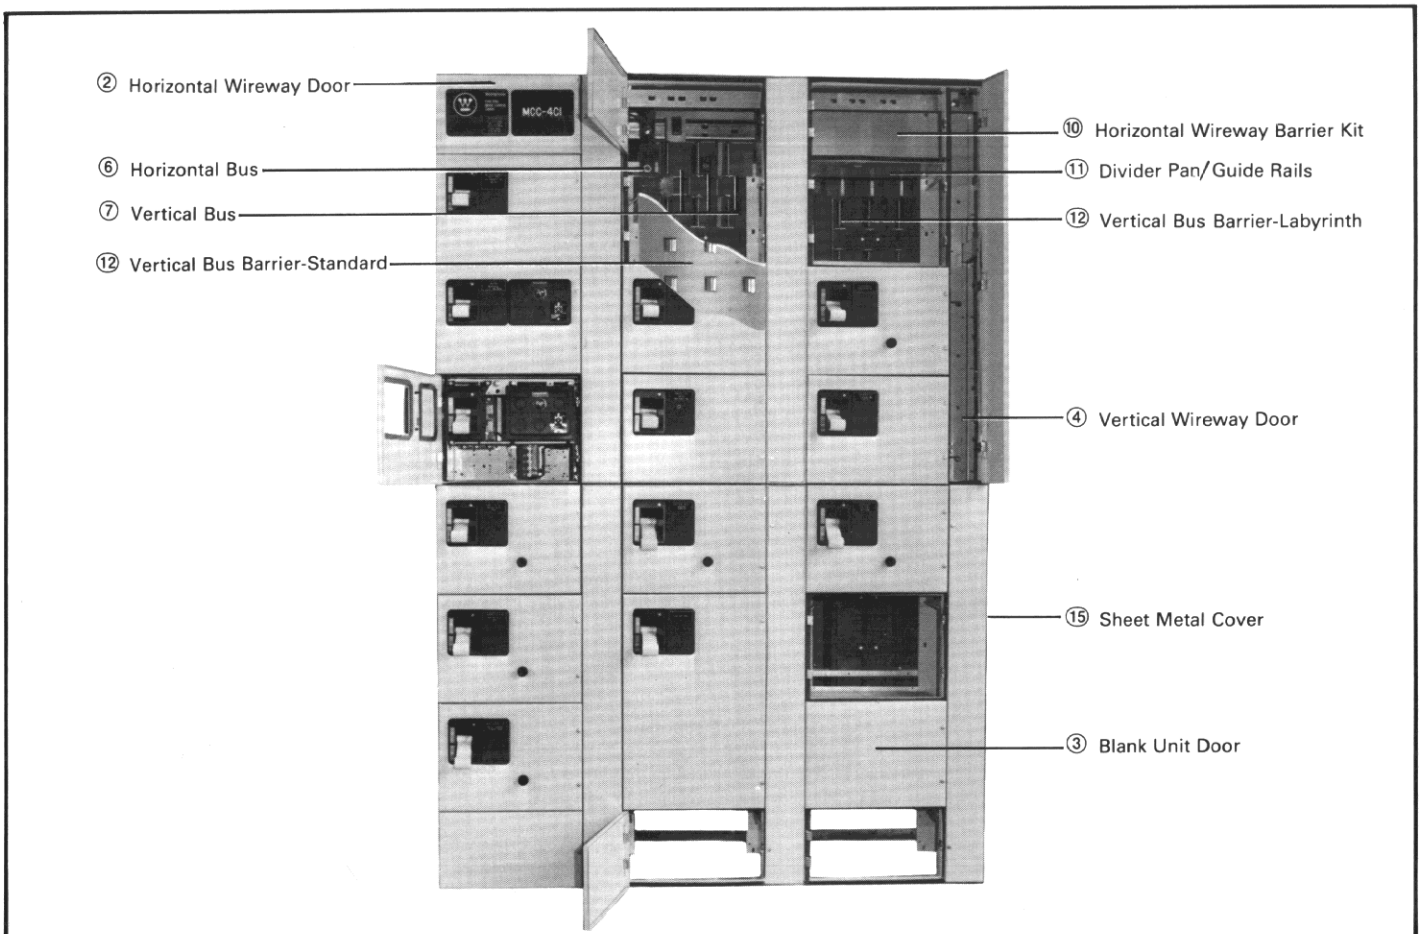 ② Horizontal Wireway Door
W
MCC-4CI
⑥ Horizontal Bus
⑦ Vertical Bus
⑫ Vertical Bus Barrier-Standard
⑩ Horizontal Wireway Barrier Kit
⑪ Divider Pan/Guide Rails
⑫ Vertical Bus Barrier-Labyrinth
④ Vertical Wireway Door
⑮ Sheet Metal Cover
③ Blank Unit Door